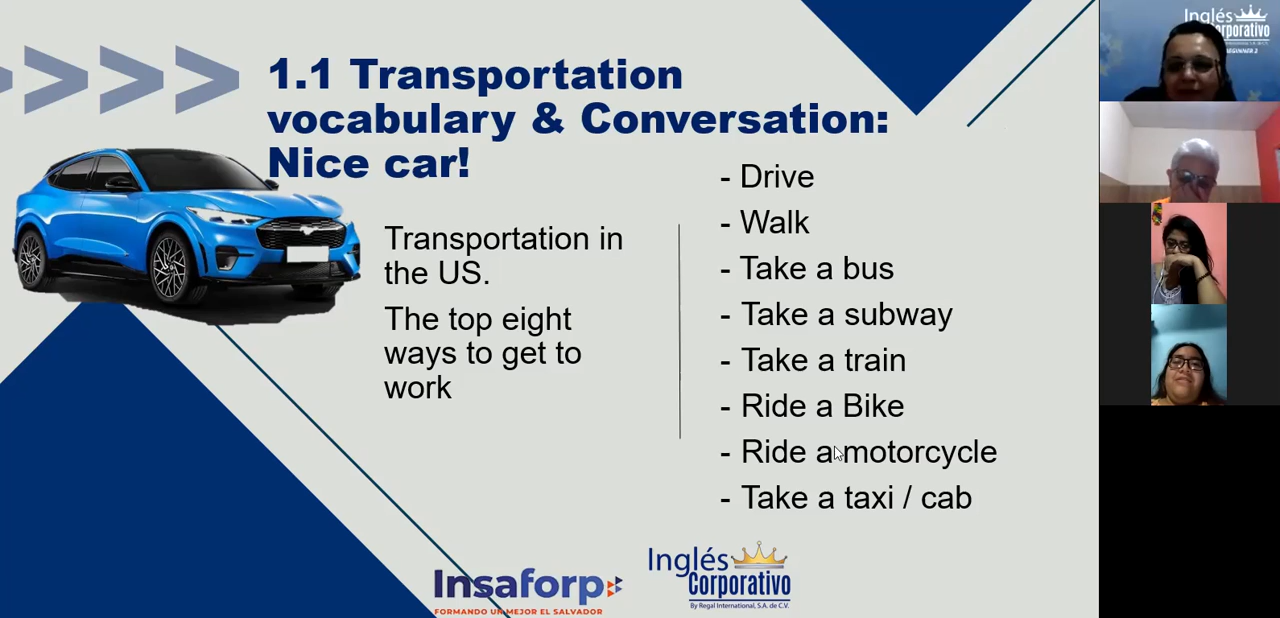 1.1 Transportation
vocabulary & Conversation:
Nice car!
Transportation in
the US.
The top eight
ways to get to
work
- Drive
- Walk
- Take a bus
- Take a subway
- Take a train
- Ride a Bike
- Ride a motorcycle
- Take a taxi / cab
Insaforp
FORMANDO UN MEJOR EL SALVADOR
Inglés
Corporativo
By Regal International, S.A. de C.V.
Inglés
Corporativo
BEGINNER 2